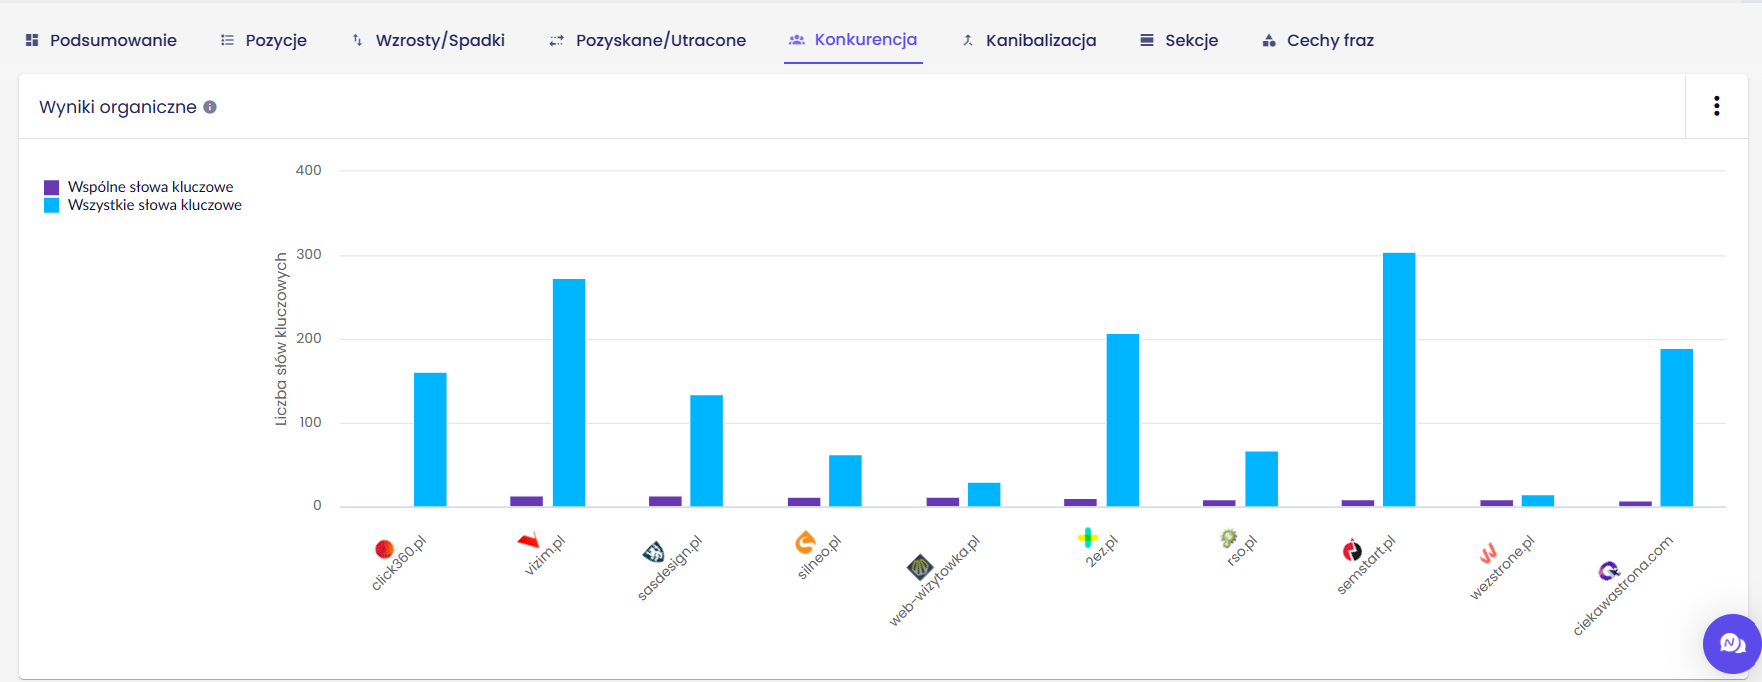 Podsumowanie Pozycje Wzrosty/Spadki Pozyskane/Utracone Konkurencja Kanibalizacja Sekcje Cechy fraz
Wyniki organiczne
Wspólne słowa kluczowe
Wszystkie słowa kluczowe
Liczba słów kluczowych
400
300
200
100
0
click360.pl
vizim.pl
sasdesign.pl
silneo.pl
web-wizytowka.pl
2ez.pl
rso.pl
semstart.pl
wezstrone.pl
ciekawastrona.com